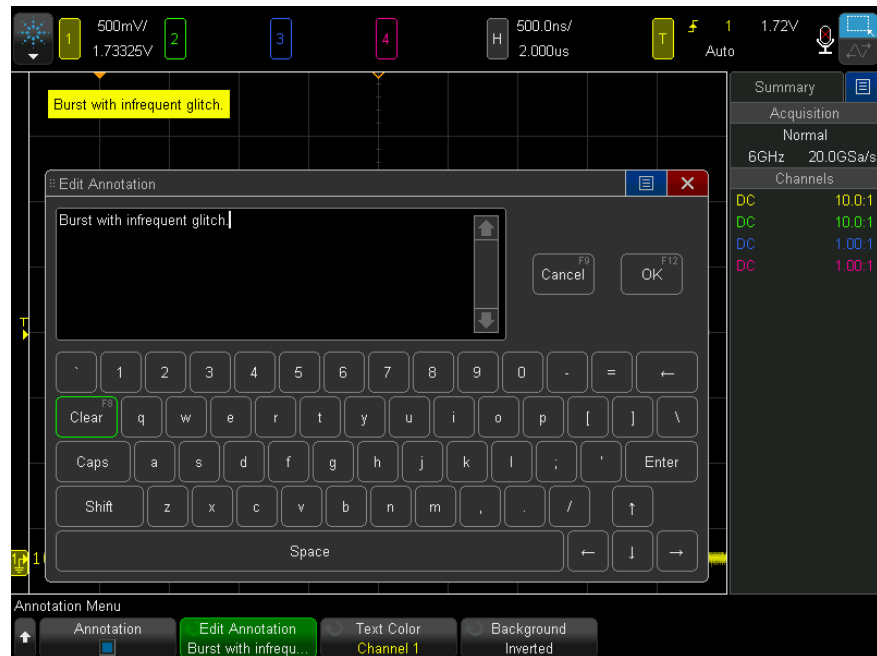 1
500mV/
1.73325V
2
3
4
H
500.0ns/
2.000us
T
1
1.72V
Auto
Burst with infrequent glitch.
Summary
Acquisition
Normal
6GHz 20.0GSa/s
Channels
DC 10.0:1
DC 10.0:1
DC 1.00:1
DC 1.00:1
Edit Annotation
Burst with infrequent glitch.
Cancel F9
OK F12
` 1 2 3 4 5 6 7 8 9 0 - = ←
Clear F8 q w e r t y u i o p [ ] \
Caps a s d f g h j k l ; ' Enter
Shift z x c v b n m , . / ↑
Space ← ↓ →
T
1
Annotation Menu
Annotation
Edit Annotation
Burst with infrequ...
Text Color
Channel 1
Background
Inverted